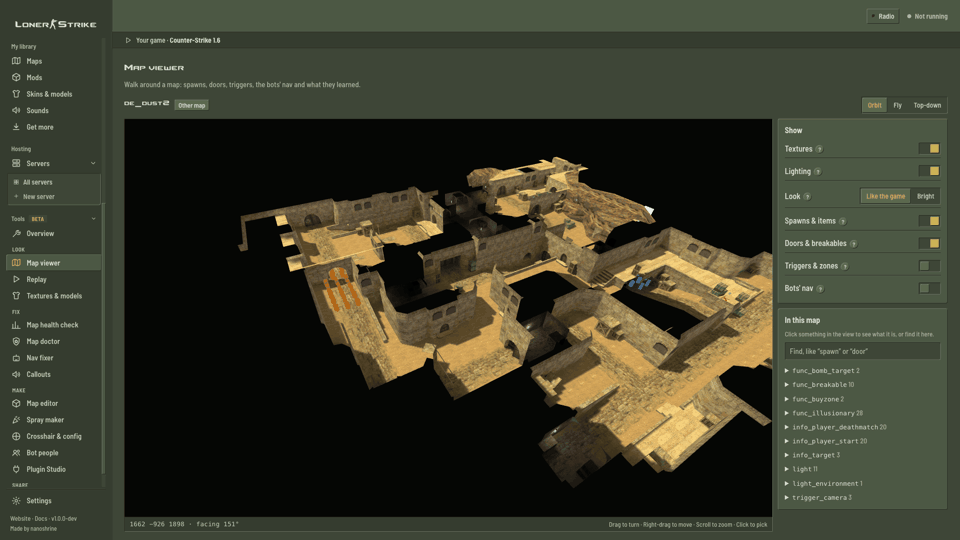 LONER STRIKE
Radio
Not running
Your game · Counter-Strike 1.6
My library
Maps
Mods
Skins & models
Sounds
Get more
Hosting
Servers
All servers
+ New server
Tools BETA
Overview
LOOK
Map viewer
Replay
Textures & models
FIX
Map health check
Map doctor
Nav fixer
Callouts
MAKE
Map editor
Spray maker
Crosshair & config
Bot people
Plugin Studio
SHARE
Settings
Website · Docs · v1.0.0-dev
Made by nanoshrine
MAP VIEWER
Walk around a map: spawns, doors, triggers, the bots' nav and what they learned.
DE_DUST2
Other map
Orbit
Fly
Top-down
1662 -926 1898 · facing 151°
Drag to turn · Right-drag to move · Scroll to zoom · Click to pick
Show
Textures ?
Lighting ?
Look ?
Like the game
Bright
Spawns & items ?
Doors & breakables ?
Triggers & zones ?
Bots' nav ?
In this map
Click something in the view to see what it is, or find it here.
Find, like "spawn" or "door"
func_bomb_target 2
func_breakable 10
func_buyzone 2
func_illusionary 28
info_player_deathmatch 20
info_player_start 20
info_target 3
light 11
light_environment 1
trigger_camera 3